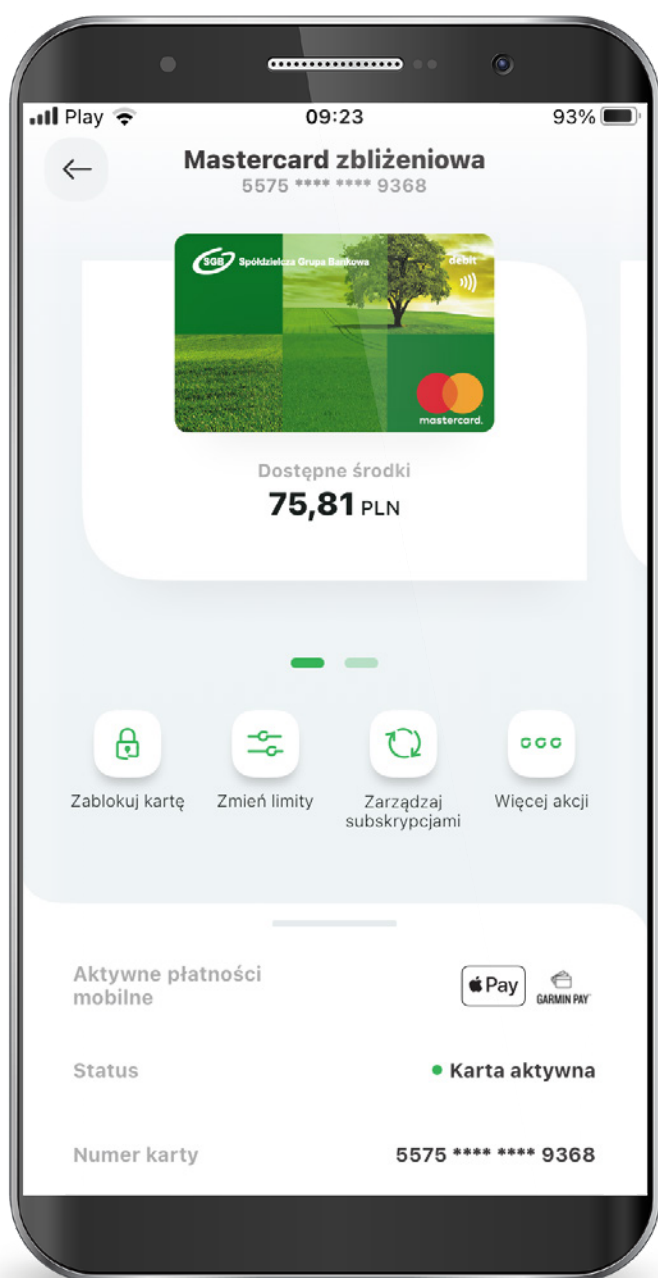 Play 09:23 93%
Mastercard zbliżeniowa
5575 **** **** 9368
SGB Spółdzielcza Grupa Bankowa debit
mastercard.
Dostępne środki
75,81 PLN
Zablokuj kartę Zmień limity Zarządzaj subskrypcjami Więcej akcji
Aktywne płatności
mobilne
Pay GARMIN PAY
Status Karta aktywna
Numer karty 5575 **** **** 9368